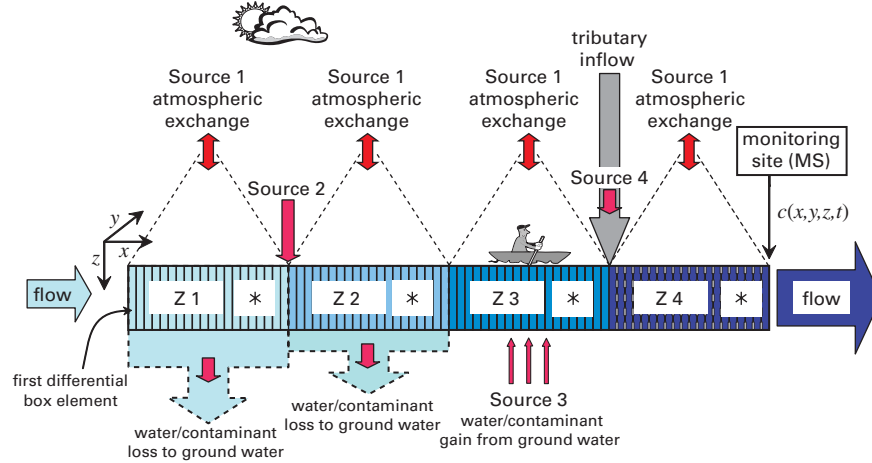 tributary
inflow
Source 1
atmospheric
exchange
Source 1
atmospheric
exchange
Source 1
atmospheric
exchange
Source 1
atmospheric
exchange
monitoring
site (MS)
Source 2
Source 4
c(x,y,z,t)
y
x
z
flow
Z 1
*
Z 2
*
Z 3
*
Z 4
*
flow
first differential
box element
water/contaminant
loss to ground water
water/contaminant
loss to ground water
Source 3
water/contaminant
gain from ground water